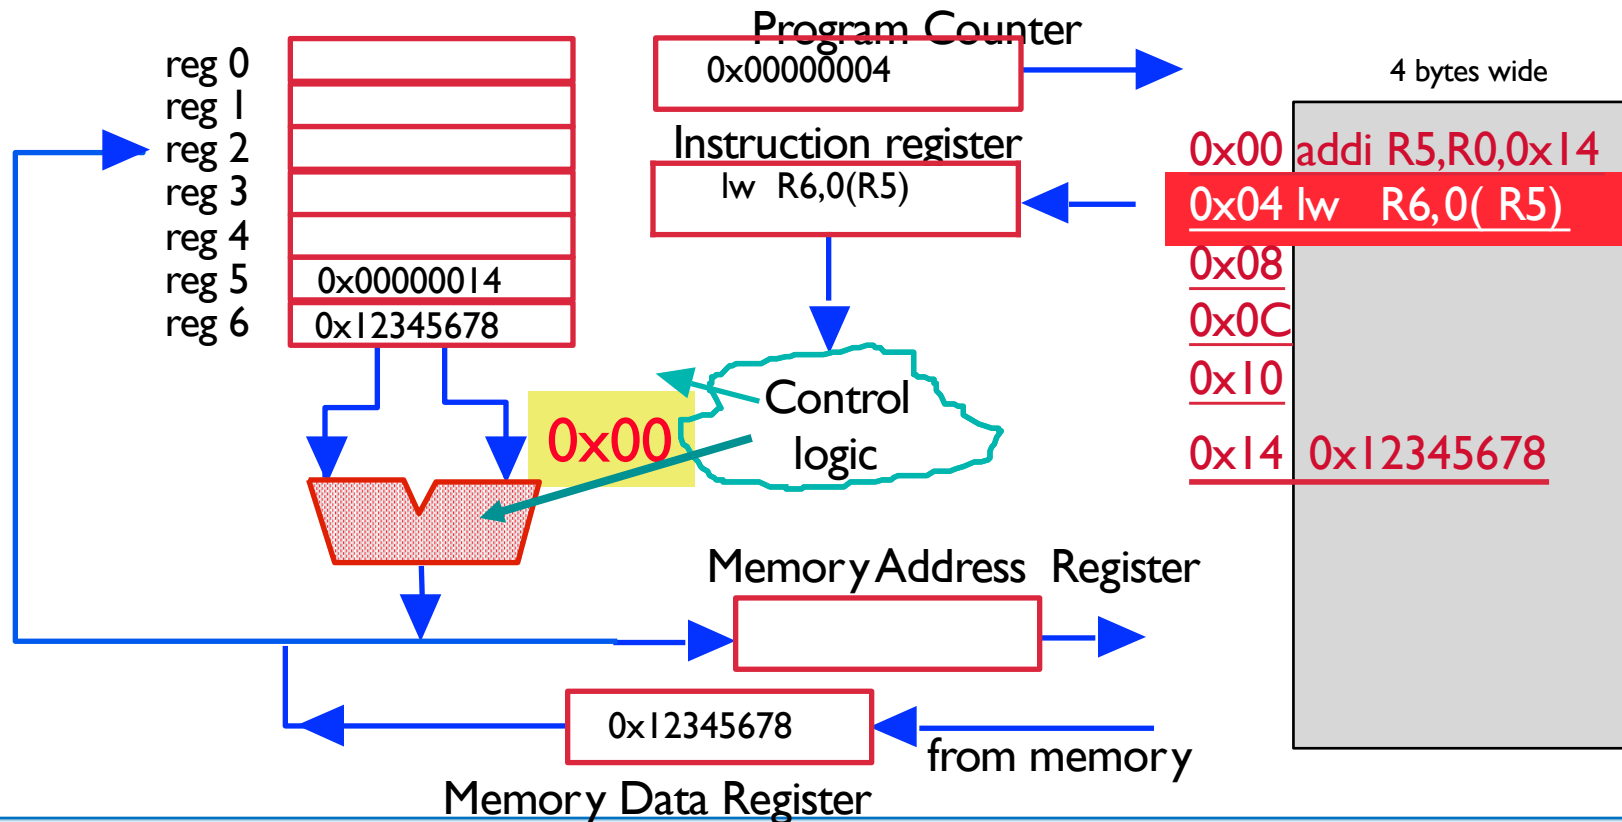 Program Counter
reg 0
0x00000004
4 bytes wide
reg 1
Instruction register
reg 2
0x00 addi R5,R0,0x14
reg 3
lw R6,0(R5)
0x04 lw R6,0( R5)
reg 4
0x08
reg 5 0x00000014
reg 6 0x12345678
0x0C
0x10
Control
logic
0x00
0x14 0x12345678
Memory Address Register
0x12345678
from memory
Memory Data Register